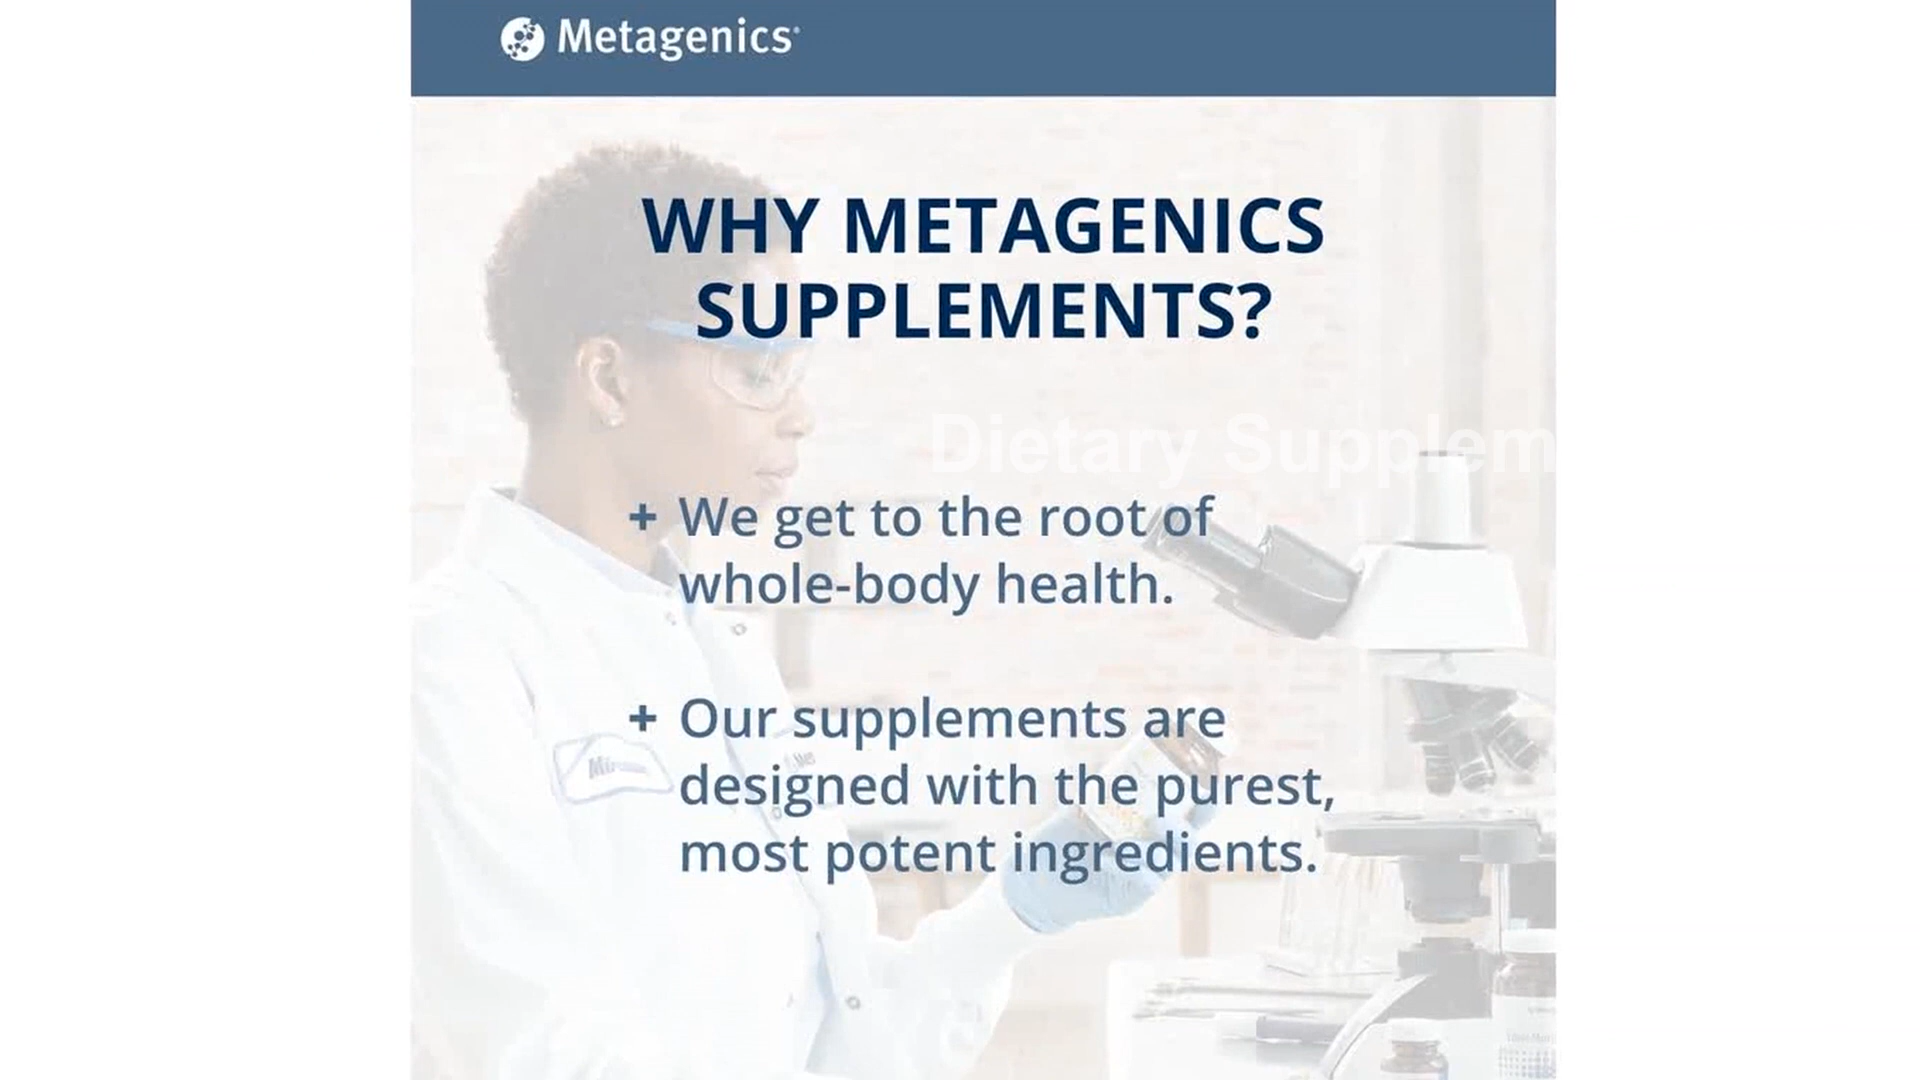 Metagenics
WHY METAGENICS
SUPPLEMENTS?
Dietary Supplem
+ We get to the root of
whole-body health.
+ Our supplements are
designed with the purest,
most potent ingredients.